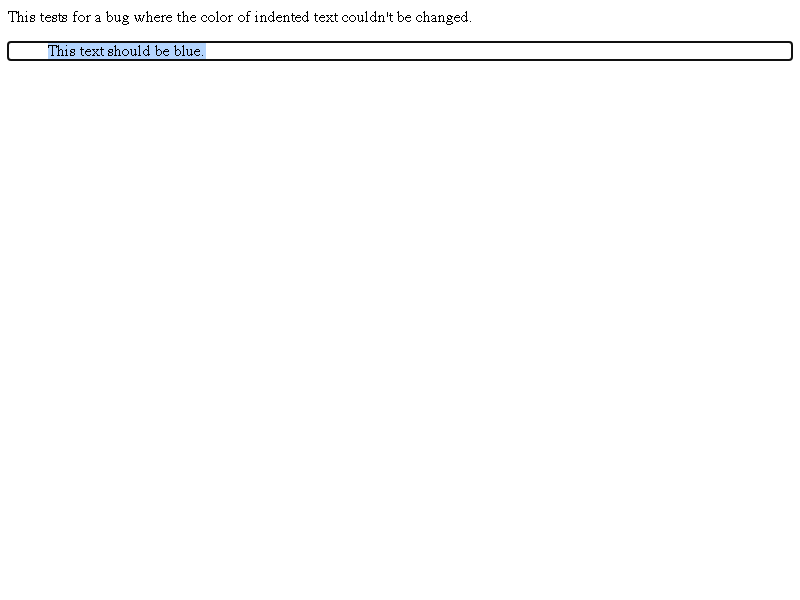 This tests for a bug where the color of indented text couldn't be changed.
This text should be blue.